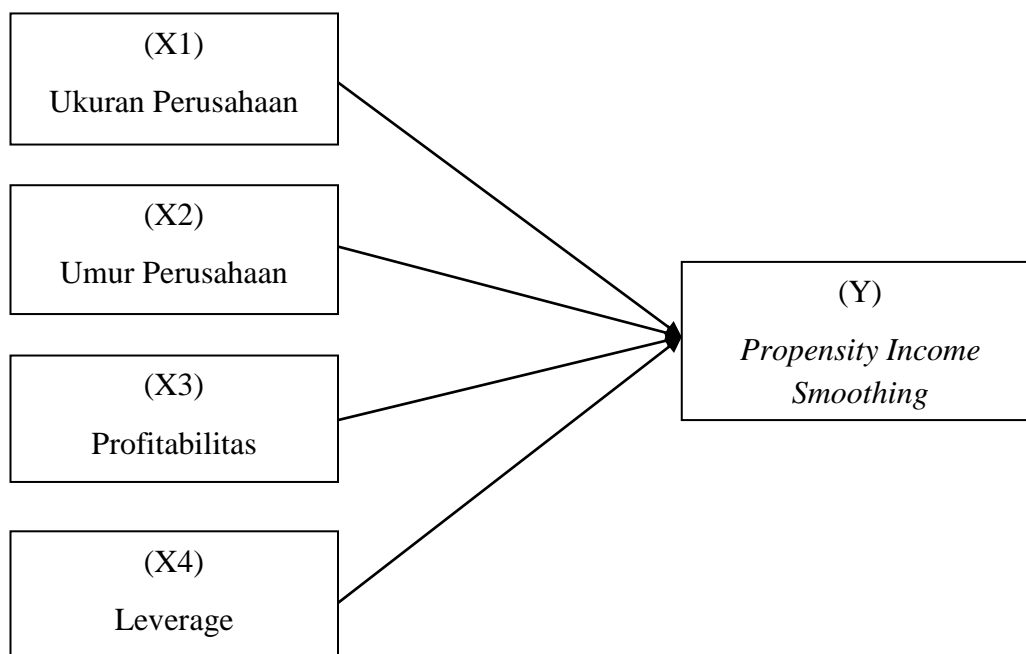 (X1)
Ukuran Perusahaan
(X2)
Umur Perusahaan
(X3)
Profitabilitas
(X4)
Leverage
(Y)
Propensity Income
Smoothing